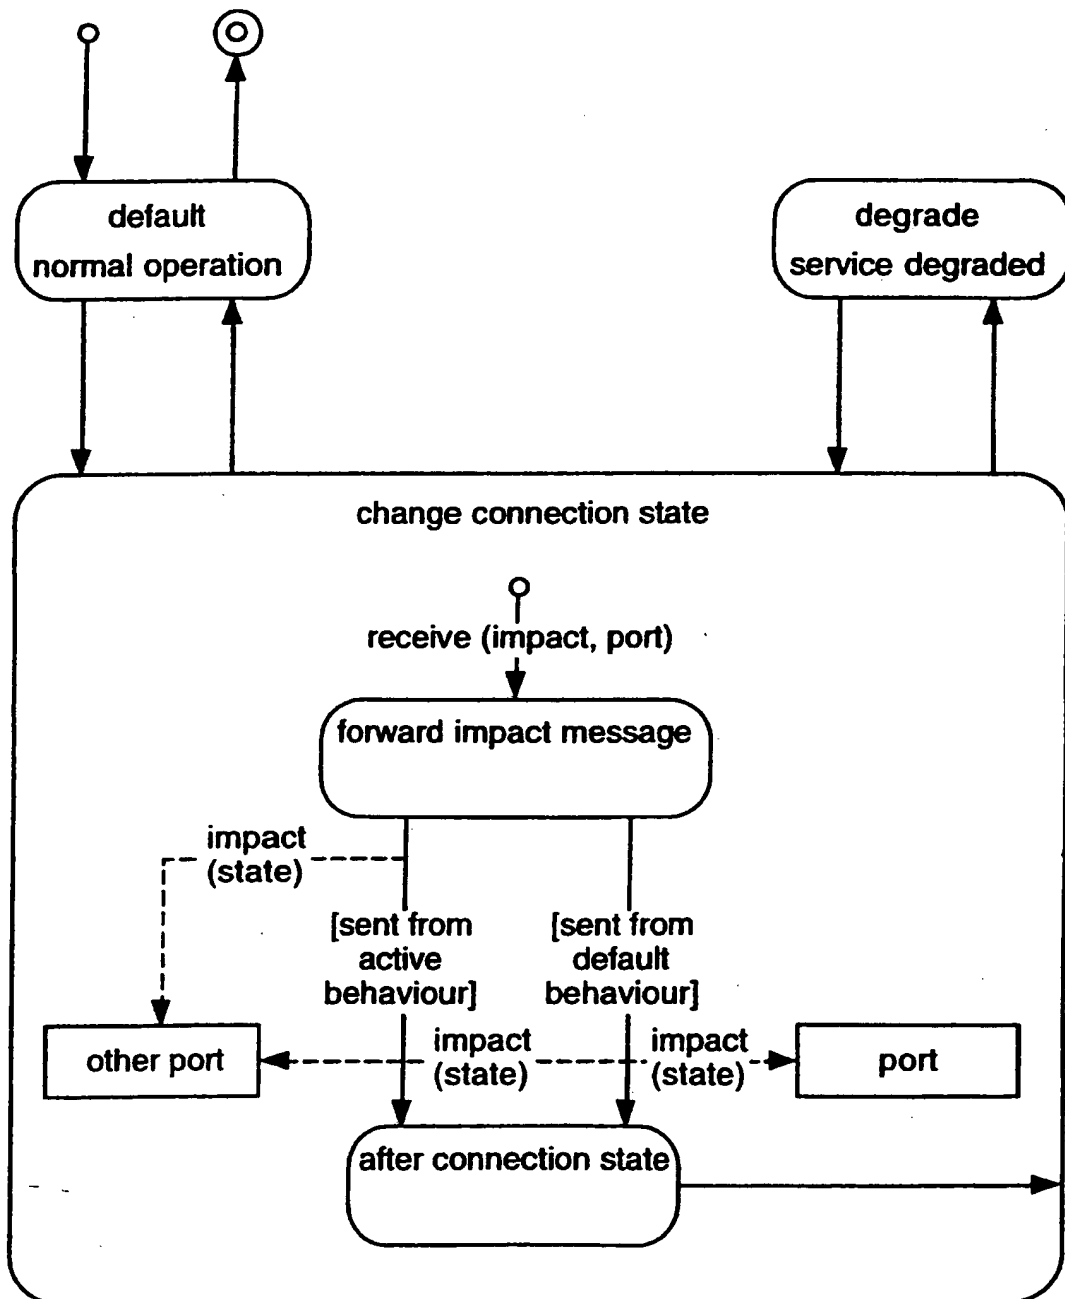 default
normal operation
degrade
service degraded
change connection state
receive (impact, port)
forward impact message
impact
(state)
[sent from
active
behaviour]
[sent from
default
behaviour]
other port
impact
(state)
impact
(state)
port
after connection state